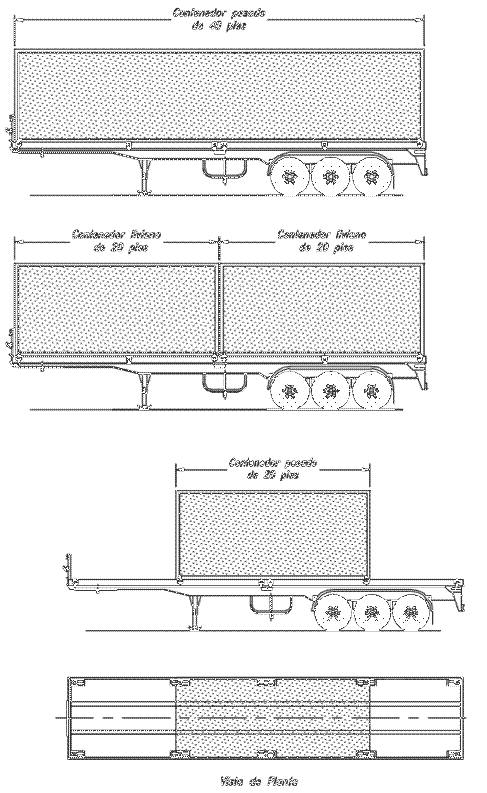 Contenedor pesado
de 40 pies
Contenedor liviano
de 20 pies
Contenedor liviano
de 20 pies
Contenedor pesado
de 20 pies
Vista de Planta